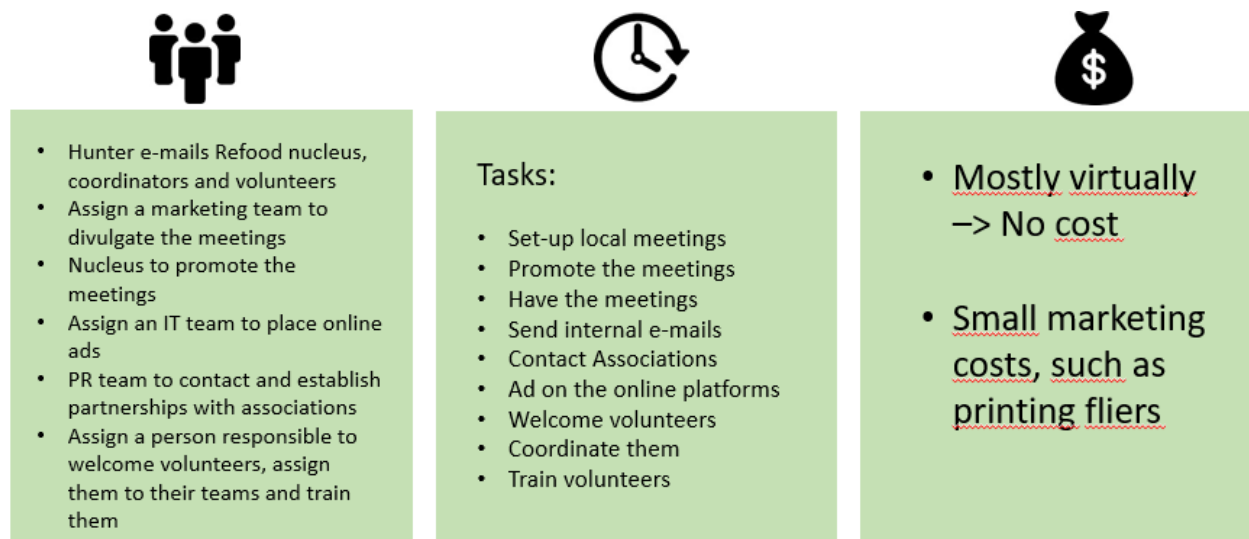 • Hunter e-mails Refood nucleus,
coordinators and volunteers
• Assign a marketing team to
divulgate the meetings
• Nucleus to promote the
meetings
• Assign an IT team to place online
ads
• PR team to contact and establish
partnerships with associations
• Assign a person responsible to
welcome volunteers, assign
them to their teams and train
them
Tasks:
• Set-up local meetings
• Promote the meetings
• Have the meetings
• Send internal e-mails
• Contact Associations
• Ad on the online platforms
• Welcome volunteers
• Coordinate them
• Train volunteers
$
• Mostly virtually
–> No cost
• Small marketing
costs, such as
printing fliers